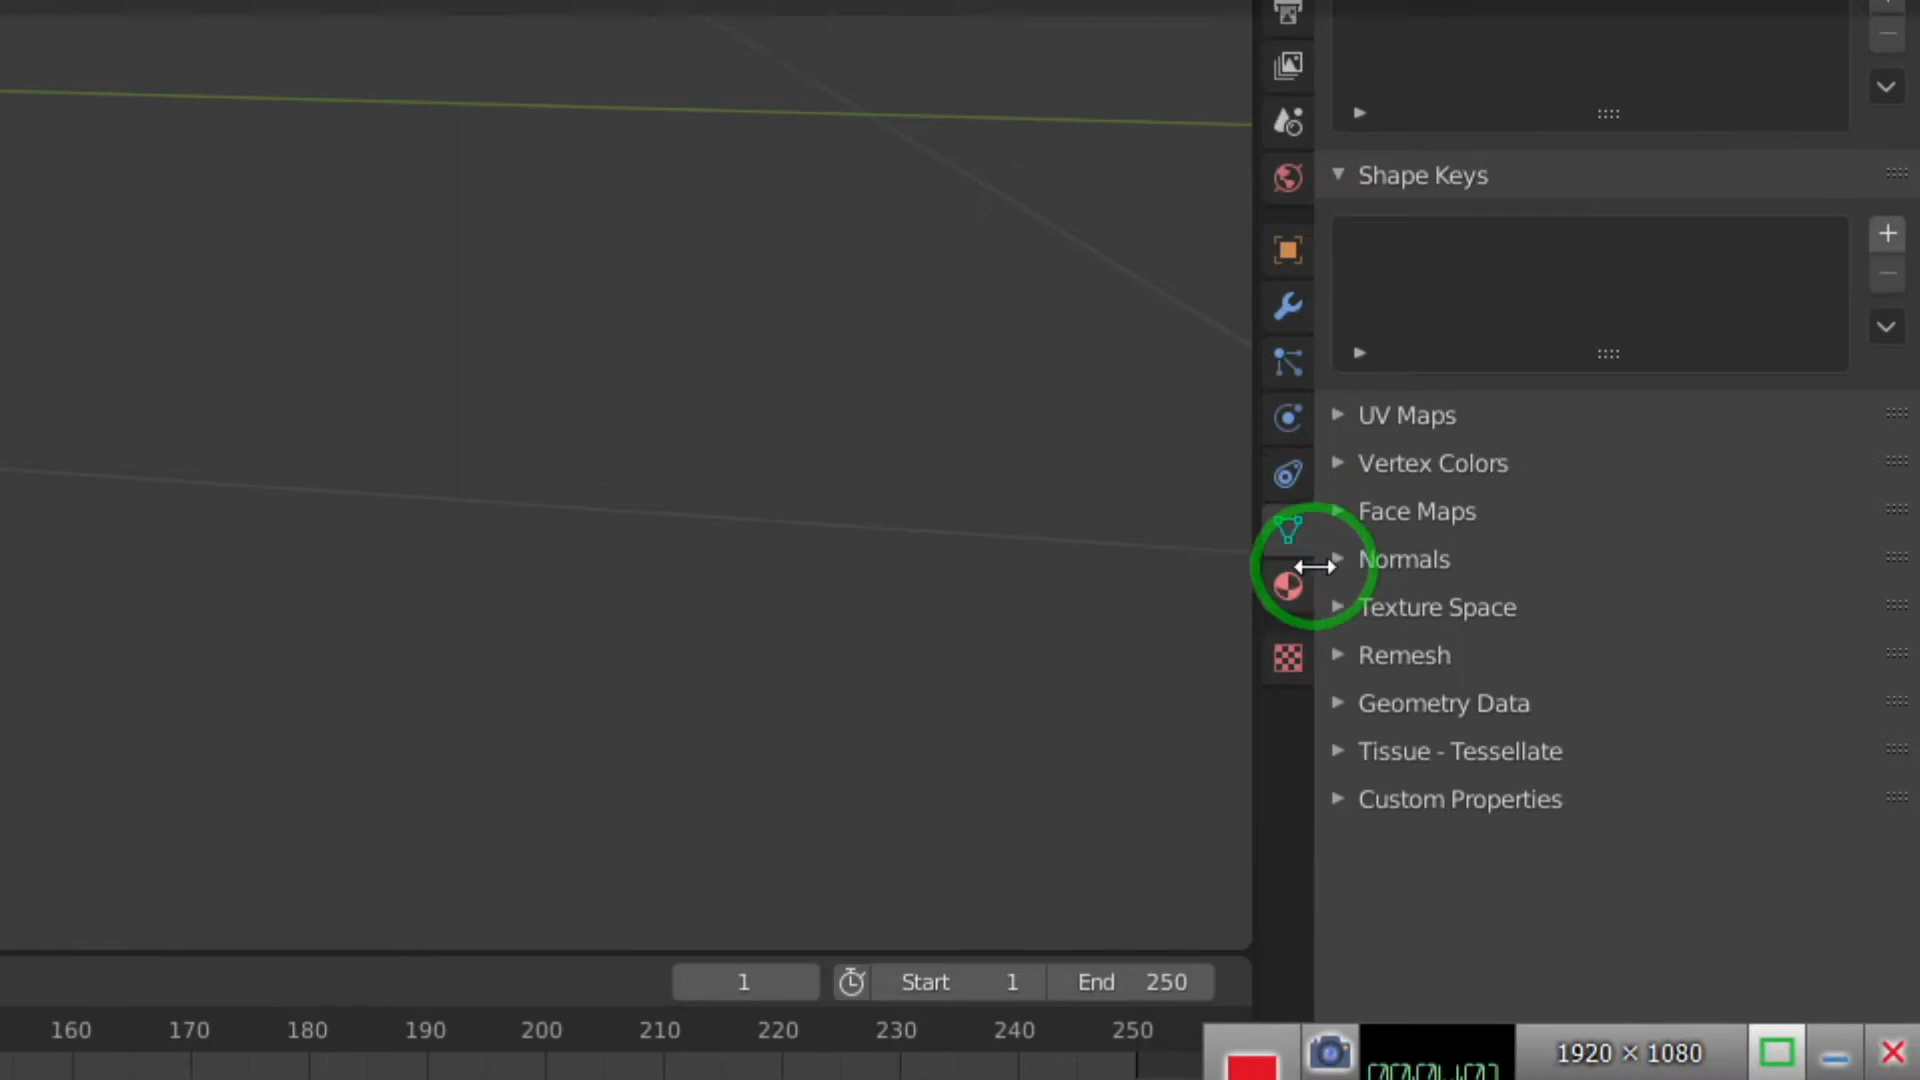 Shape Keys
UV Maps
Vertex Colors
Face Maps
Normals
Texture Space
Remesh
Geometry Data
Tissue - Tessellate
Custom Properties
1 Start 1 End 250
160 170 180 190 200 210 220 230 240 250
1920 × 1080